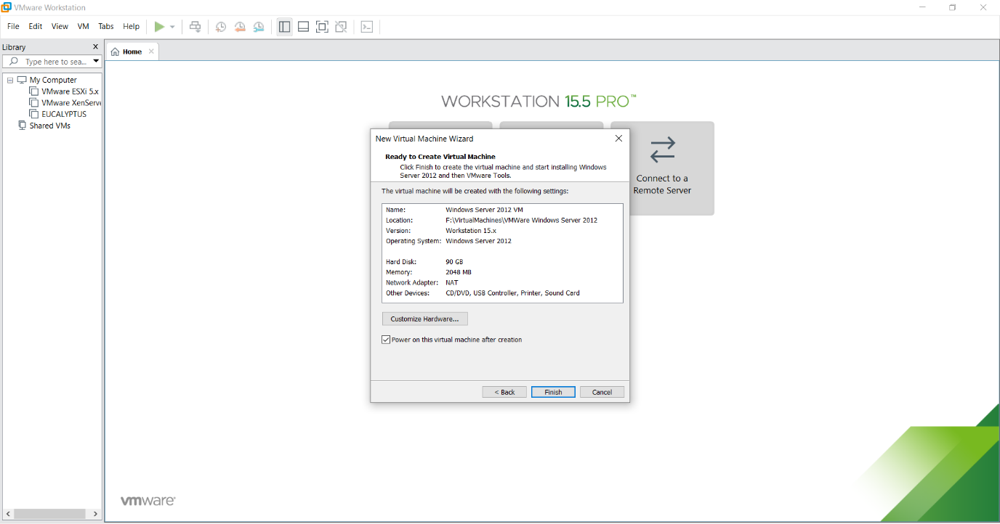 VMware Workstation
File Edit View VM Tabs Help
Library
Type here to sea...
My Computer
VMware ESXi 5.x
VMware XenServe
EUCALYPTUS
Shared VMs
Home
WORKSTATION 15.5 PRO™
Connect to a
Remote Server
New Virtual Machine Wizard
Ready to Create Virtual Machine
Click Finish to create the virtual machine and start installing Windows
Server 2012 and then VMware Tools.
The virtual machine will be created with the following settings:
Name: Windows Server 2012 VM
Location: F:\VirtualMachines\VMWare Windows Server 2012
Version: Workstation 15.x
Operating System: Windows Server 2012
Hard Disk: 90 GB
Memory: 2048 MB
Network Adapter: NAT
Other Devices: CD/DVD, USB Controller, Printer, Sound Card
Customize Hardware...
Power on this virtual machine after creation
< Back Finish Cancel
vmware